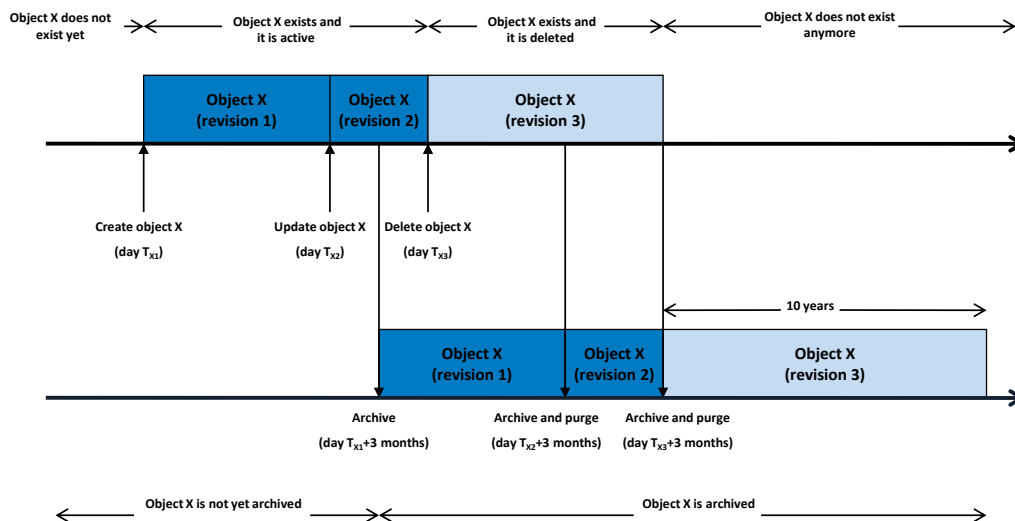 Object X does not
exist yet
Object X exists and
it is active
Object X exists and
it is deleted
Object X does not exist
anymore
Object X
(revision 1)
Object X
(revision 2)
Object X
(revision 3)
Create object X
(day TX1)
Update object X
(day TX2)
Delete object X
(day TX3)
10 years
Object X
(revision 1)
Object X
(revision 2)
Object X
(revision 3)
Archive
(day TX1+3 months)
Archive and purge
(day TX2+3 months)
Archive and purge
(day TX3+3 months)
Object X is not yet archived
Object X is archived